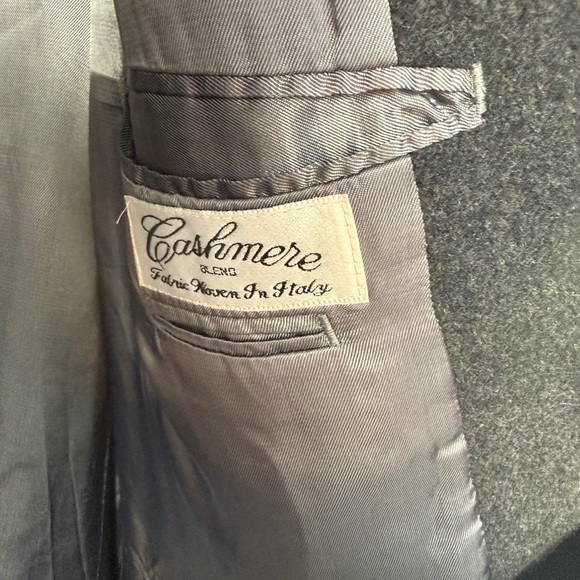 Cashmere
BLEND
Fabric Woven In Italy